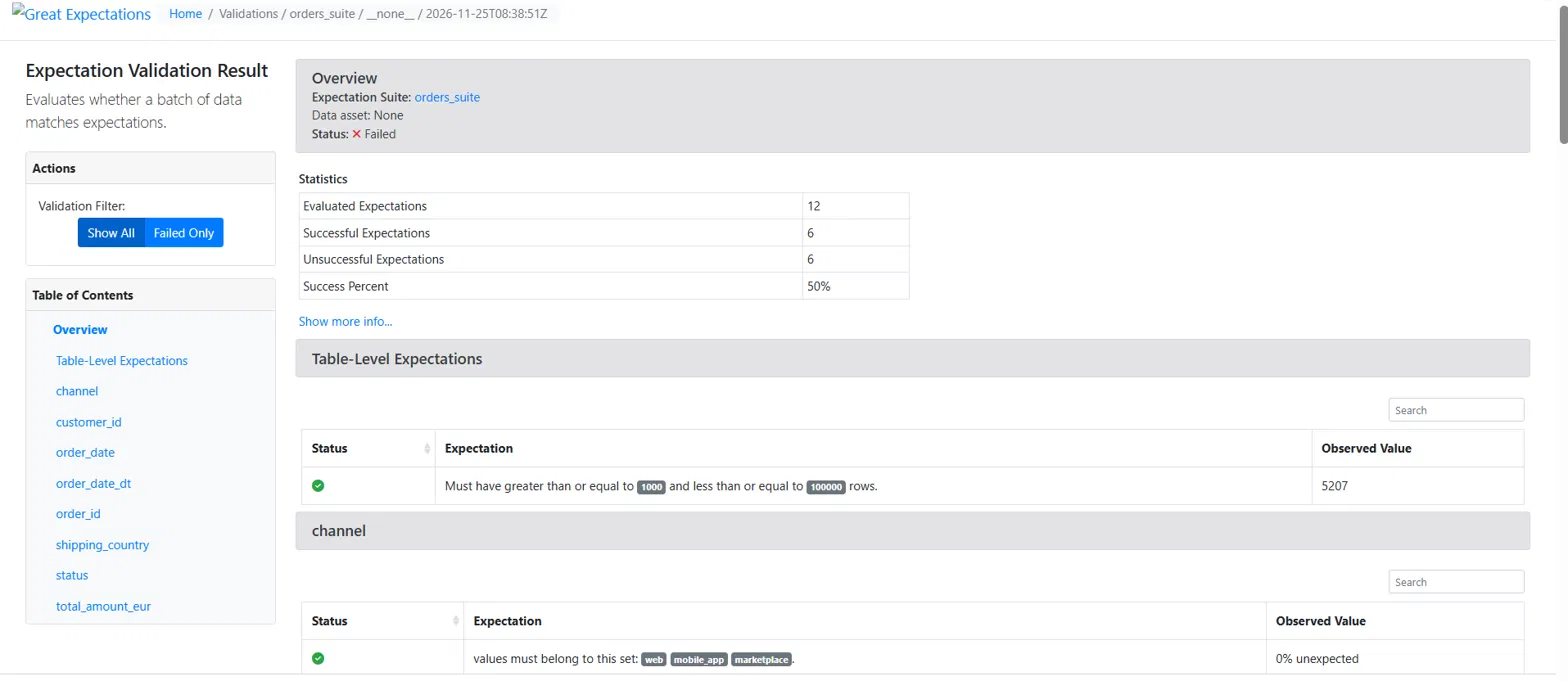 Great Expectations Home / Validations / orders_suite / __none__ / 2026-11-25T08:38:51Z
Expectation Validation Result
Evaluates whether a batch of data
matches expectations.
Actions
Validation Filter:
Show All Failed Only
Table of Contents
Overview
Table-Level Expectations
channel
customer_id
order_date
order_date_dt
order_id
shipping_country
status
total_amount_eur
Overview
Expectation Suite: orders_suite
Data asset: None
Status: ✕ Failed
Statistics
Evaluated Expectations 12
Successful Expectations 6
Unsuccessful Expectations 6
Success Percent 50%
Show more info...
Table-Level Expectations
Search
Status Expectation Observed Value
Must have greater than or equal to 1000 and less than or equal to 100000 rows. 5207
channel
Search
Status Expectation Observed Value
values must belong to this set: web mobile_app marketplace. 0% unexpected